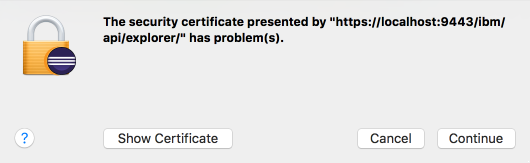 The security certificate presented by "https://localhost:9443/ibm/
api/explorer/" has problem(s).
?
Show Certificate
Cancel
Continue